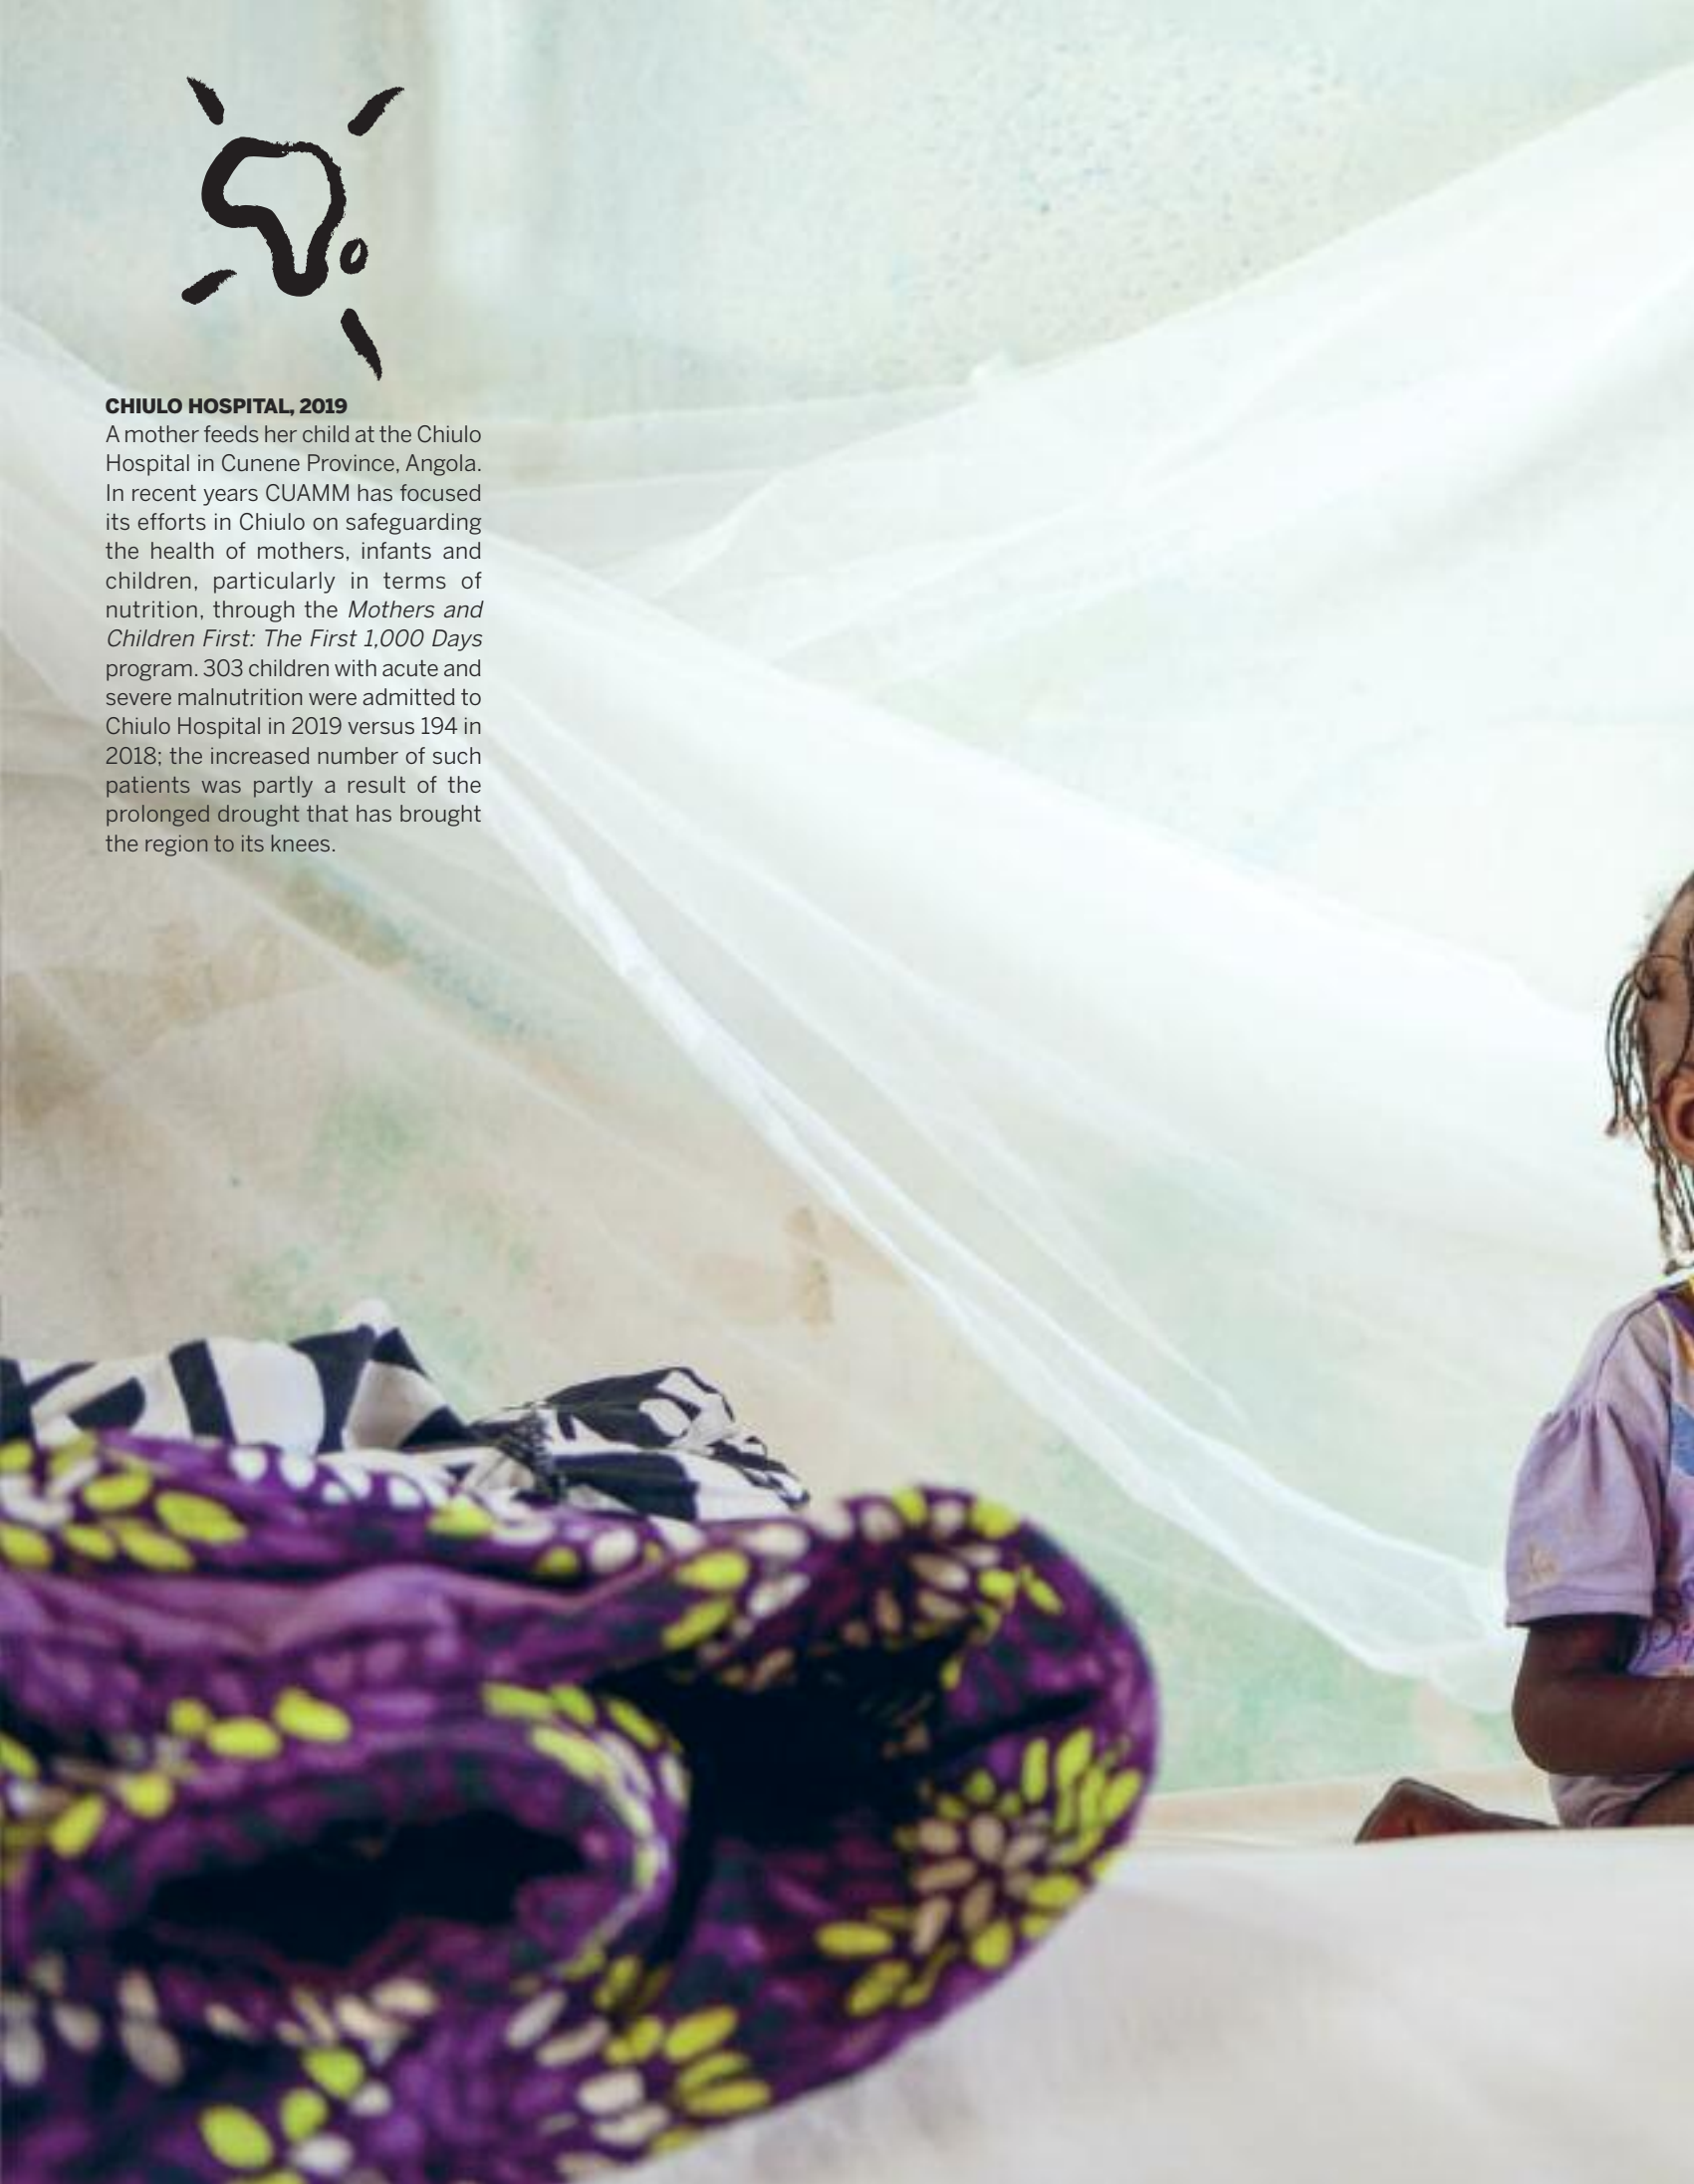 CHIULO HOSPITAL, 2019
A mother feeds her child at the Chiulo
Hospital in Cunene Province, Angola.
In recent years CUAMM has focused
its efforts in Chiulo on safeguarding
the health of mothers, infants and
children, particularly in terms of
nutrition, through the Mothers and
Children First: The First 1,000 Days
program. 303 children with acute and
severe malnutrition were admitted to
Chiulo Hospital in 2019 versus 194 in
2018; the increased number of such
patients was partly a result of the
prolonged drought that has brought
the region to its knees.